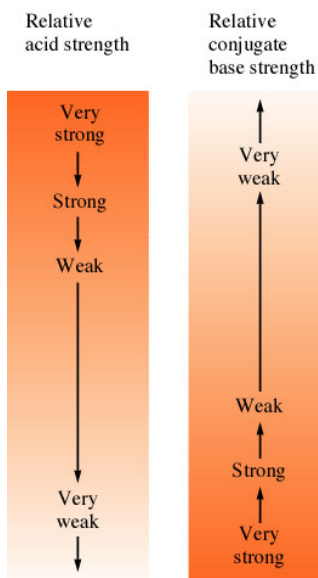 Relative
acid strength
Very
strong
Strong
Weak
Very
weak
Relative
conjugate
base strength
Very
weak
Weak
Strong
Very
strong